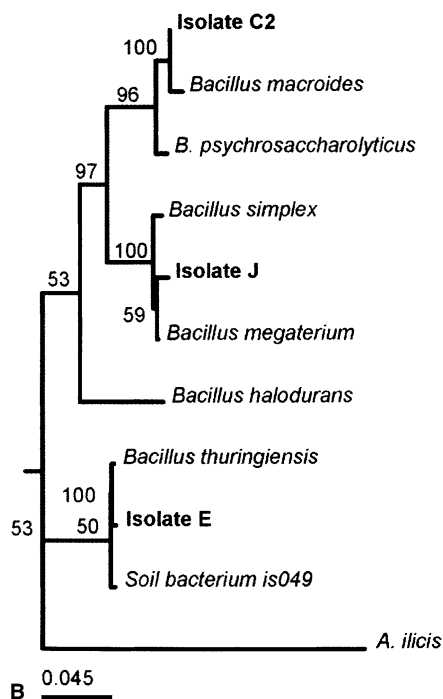 Isolate C2
100
Bacillus macroides
96
B. psychrosaccharolyticus
97
Bacillus simplex
100
Isolate J
53
59
Bacillus megaterium
Bacillus halodurans
Bacillus thuringiensis
100
Isolate E
53
50
Soil bacterium is049
A. ilicis
0.045
B